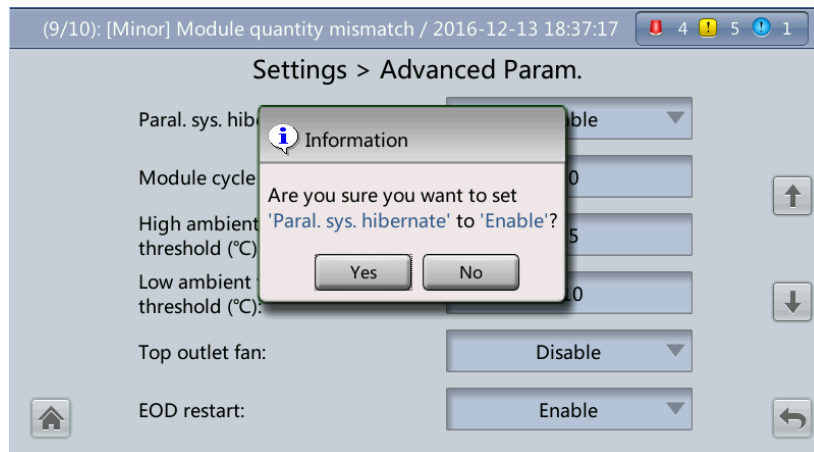 (9/10): [Minor] Module quantity mismatch / 2016-12-13 18:37:17 4 5 1
Settings > Advanced Param.
Paral. sys.
Information
Module cycle
Are you sure you want to set
'Paral. sys. hibernate' to 'Enable'?
High ambient
threshold (℃)
Yes No
Low ambient
threshold (℃):
Top outlet fan: Disable
EOD restart: Enable